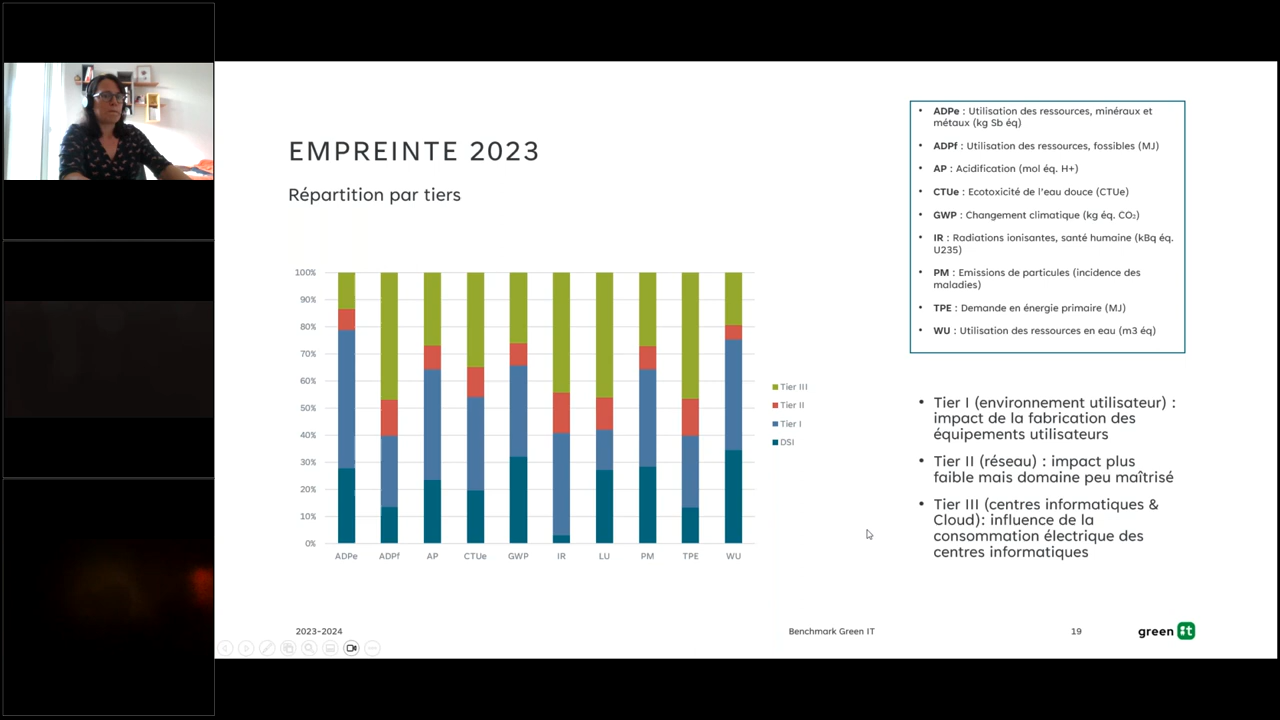 EMPREINTE 2023
Répartition par tiers
100%
90%
80%
70%
60%
50%
40%
30%
20%
10%
0%
ADPe ADPf AP CTUe GWP IR LU PM TPE WU
Tier III
Tier II
Tier I
DSI
• ADPe : Utilisation des ressources, minéraux et
métaux (kg Sb éq)
• ADPf : Utilisation des ressources, fossibles (MJ)
• AP : Acidification (mol éq. H+)
• CTUe : Ecotoxicité de l'eau douce (CTUe)
• GWP : Changement climatique (kg éq. CO₂)
• IR : Radiations ionisantes, santé humaine (kBq éq.
U235)
• PM : Emissions de particules (incidence des
maladies)
• TPE : Demande en énergie primaire (MJ)
• WU : Utilisation des ressources en eau (m3 éq)
• Tier I (environnement utilisateur) :
impact de la fabrication des
équipements utilisateurs
• Tier II (réseau) : impact plus
faible mais domaine peu maîtrisé
• Tier III (centres informatiques &
Cloud): influence de la
consommation électrique des
centres informatiques
2023-2024
Benchmark Green IT
19
green it